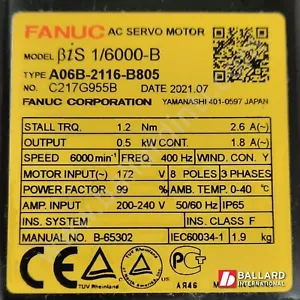 FANUC AC SERVO MOTOR
MODEL βiS 1/6000-B
TYPE A06B-2116-B805
NO. C217G955B DATE 2021.07
FANUC CORPORATION YAMANASHI 401-0597 JAPAN
STALL TRQ. 1.2 Nm 2.6 A(~)
OUTPUT 0.5 kW CONT. 1.8 A(~)
SPEED 6000 min⁻¹ FREQ. 400 Hz WIND. CON. Y
MOTOR INPUT(~) 172 V 8 POLES 3 PHASES
POWER FACTOR 99 % AMB. TEMP. 0-40 ℃
AMP. INPUT 200-240 V 50/60 Hz IP65
INS. SYSTEM INS. CLASS F
MANUAL NO. B-65302 IEC60034-1 1.9 kg
TUV Rheinland
CE
АЯ46
BALLARD
INTERNATIONAL